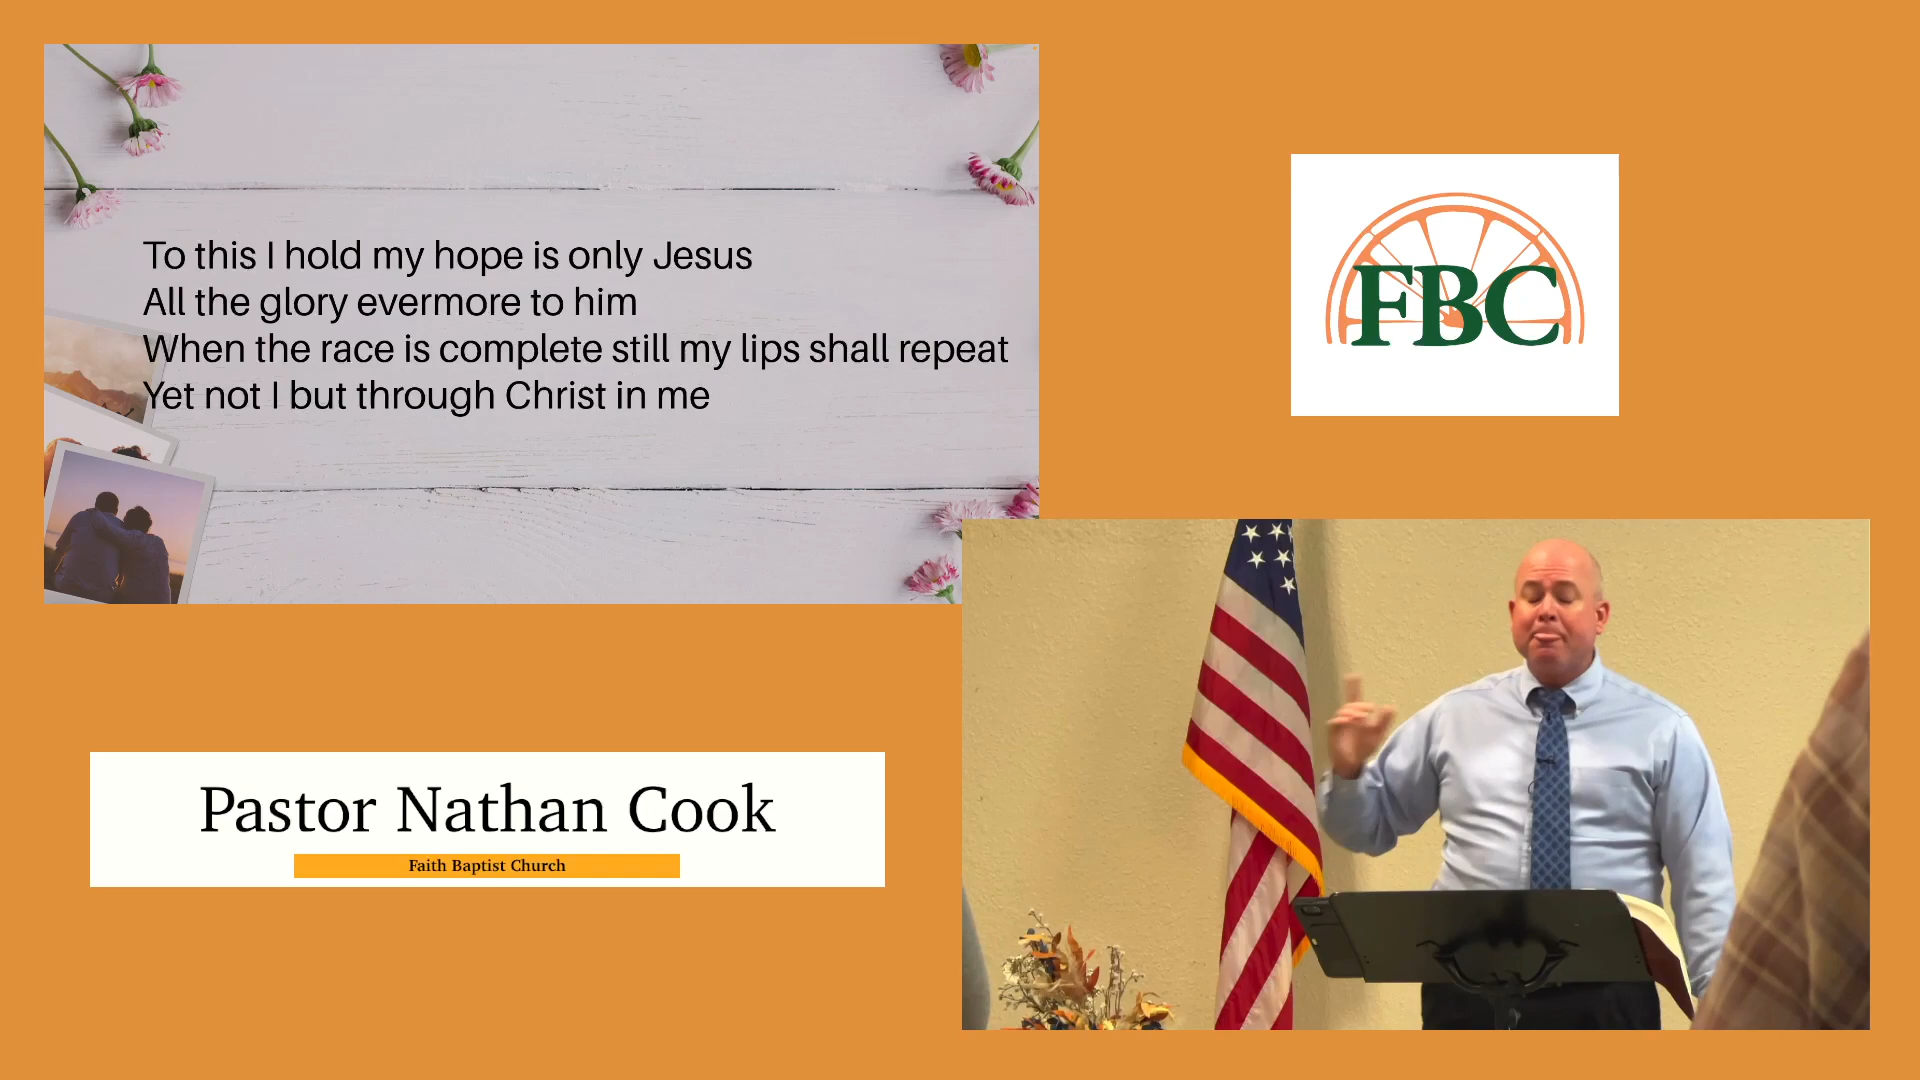 To this I hold my hope is only Jesus
All the glory evermore to him
When the race is complete still my lips shall repeat
Yet not I but through Christ in me
FBC
Pastor Nathan Cook
Faith Baptist Church